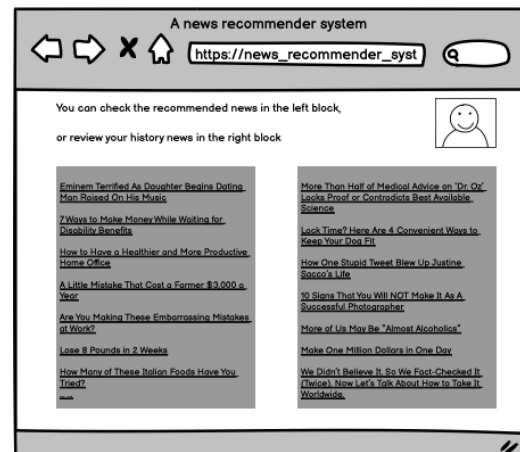 A news recommender system
https://news_recommender_syst
You can check the recommended news in the left block,
or review your history news in the right block
Eminem Terrified As Daughter Begins Dating
Man Raised On His Music
7 Ways to Make Money While Waiting for
Disability Benefits
How to Have a Healthier and More Productive
Home Office
A Little Mistake That Cost a Farmer $3,000 a
Year
Are You Making These Embarrassing Mistakes
at Work?
Lose 8 Pounds in 2 Weeks
How Many of These Italian Foods Have You
Tried?
... ...
More Than Half of Medical Advice on 'Dr. Oz'
Lacks Proof or Contradicts Best Available
Science
Lack Time? Here Are 4 Convenient Ways to
Keep Your Dog Fit
How One Stupid Tweet Blew Up Justine
Sacco's Life
10 Signs That You Will NOT Make It As A
Successful Photographer
More of Us May Be "Almost Alcoholics"
Make One Million Dollars in One Day
We Didn't Believe It. So We Fact-Checked It
(Twice). Now Let's Talk About How to Take It
Worldwide.